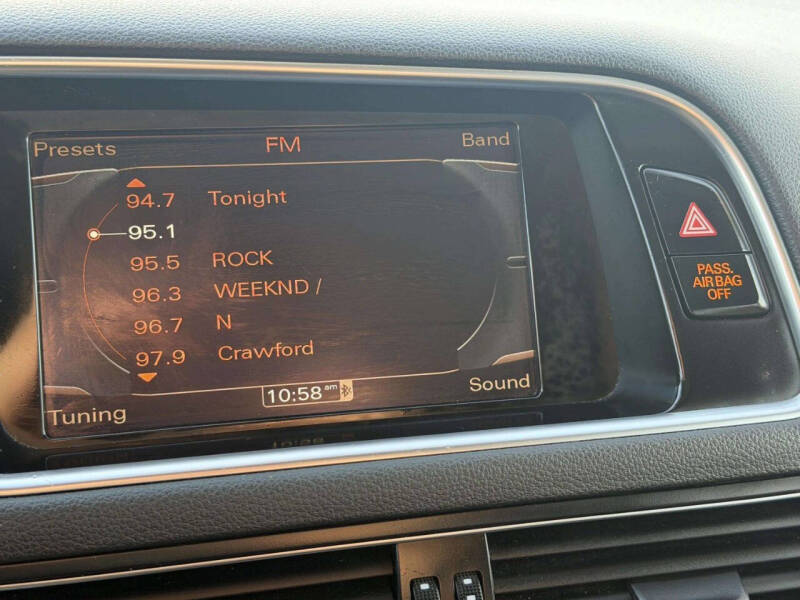 Presets FM Band
94.7 Tonight
95.1
95.5 ROCK
96.3 WEEKND /
96.7 N
97.9 Crawford
10:58 am
Tuning Sound
PASS.
AIR BAG
OFF